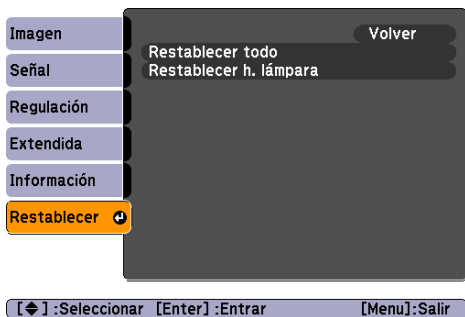 Imagen
Señal
Regulación
Extendida
Información
Restablecer
Volver
Restablecer todo
Restablecer h. lámpara
[◆] :Seleccionar [Enter] :Entrar [Menu]:Salir